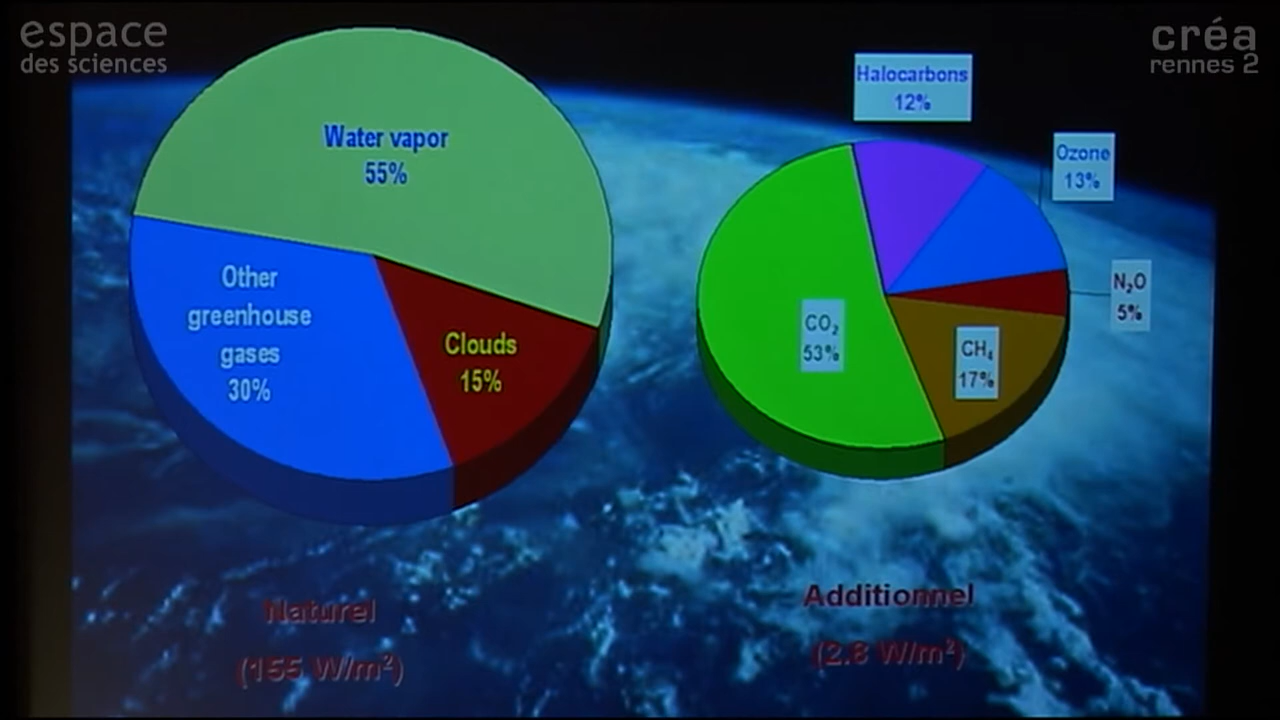 espace
des sciences
créa
rennes 2
Water vapor
55%
Other
greenhouse
gases
30%
Clouds
15%
Halocarbons
12%
Ozone
13%
N₂O
5%
CO₂
53%
CH₄
17%
Naturel
(155 W/m²)
Additionnel
(2.8 W/m²)